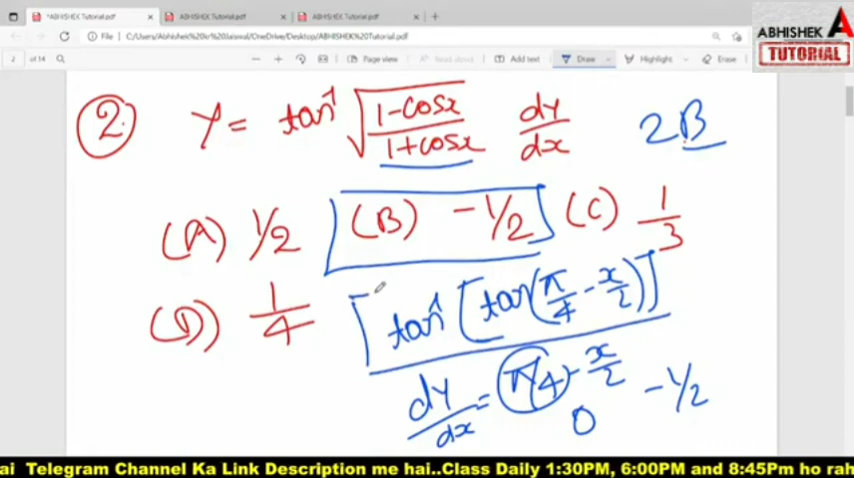 *ABHISHEK Tutorial.pdf
ABHISHEK Tutorial.pdf
ABHISHEK Tutorial.pdf
File | C:/Users/Abhishek%20kr%20Jaiswal/OneDrive/Desktop/ABHISHEK%20Tutorial.pdf
2 of 14
Page view
Read aloud
Add text
Draw
Highlight
Erase
ABHISHEK A
TUTORIAL
2. Y = tan⁻¹ √((1-cosx)/(1+cosx)) dy/dx 2B
(A) 1/2 (B) -1/2 (C) 1/3
(D) 1/4 [tan⁻¹[tan(π/4 - x/2)]]
dy/dx = π/4 - x/2 -1/2
0
ai Telegram Channel Ka Link Description me hai..Class Daily 1:30PM, 6:00PM and 8:45Pm ho rah